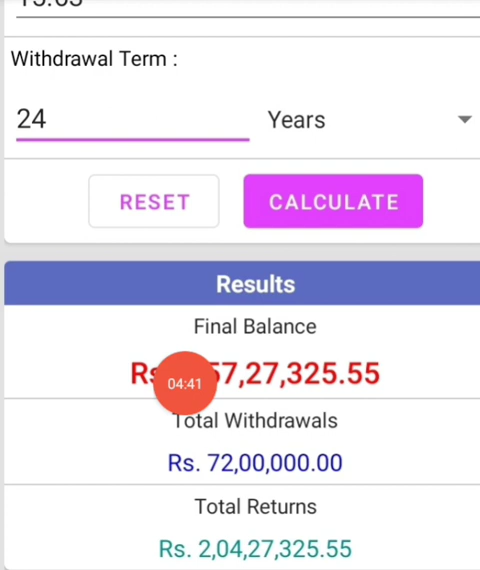 Withdrawal Term :
24 Years
RESET CALCULATE
Results
Final Balance
04:41
Total Withdrawals
Rs. 72,00,000.00
Total Returns
Rs. 2,04,27,325.55